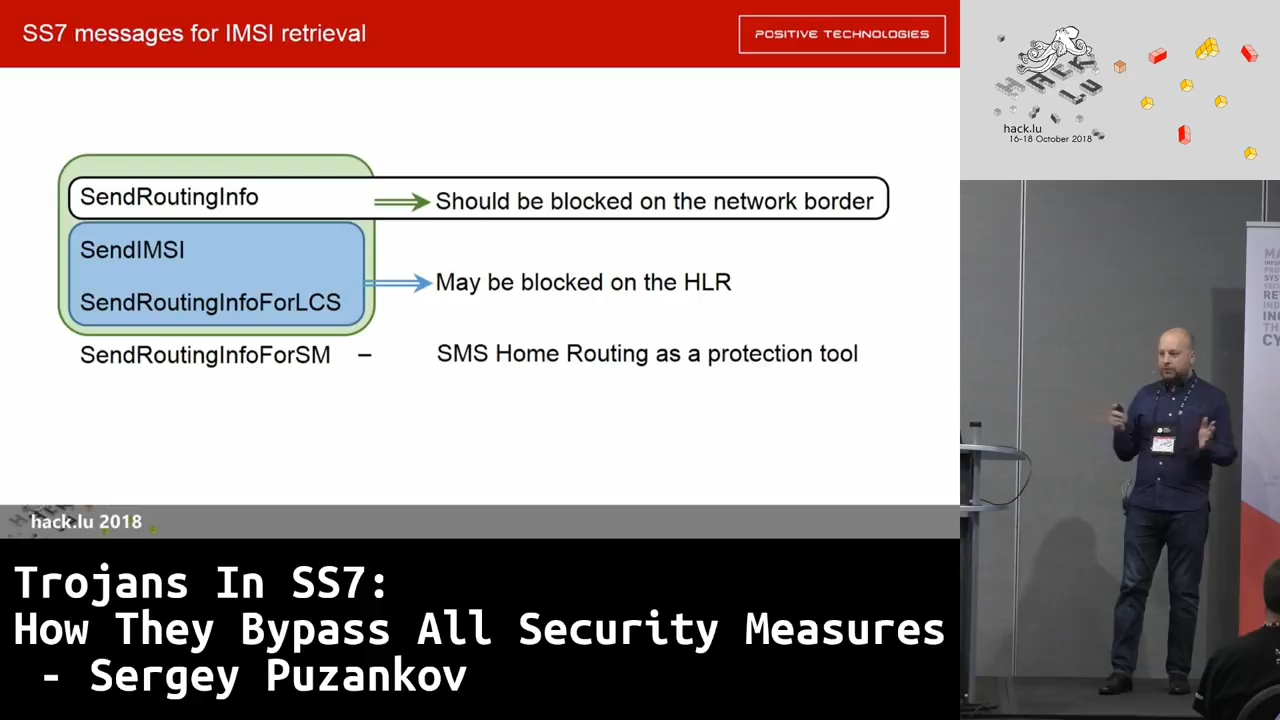 SS7 messages for IMSI retrieval
POSITIVE TECHNOLOGIES
SendRoutingInfo
Should be blocked on the network border
SendIMSI
SendRoutingInfoForLCS
May be blocked on the HLR
SendRoutingInfoForSM –
SMS Home Routing as a protection tool
hack.lu 2018
Trojans In SS7:
How They Bypass All Security Measures
- Sergey Puzankov
HACK
LU
hack.lu
16-18 October 2018